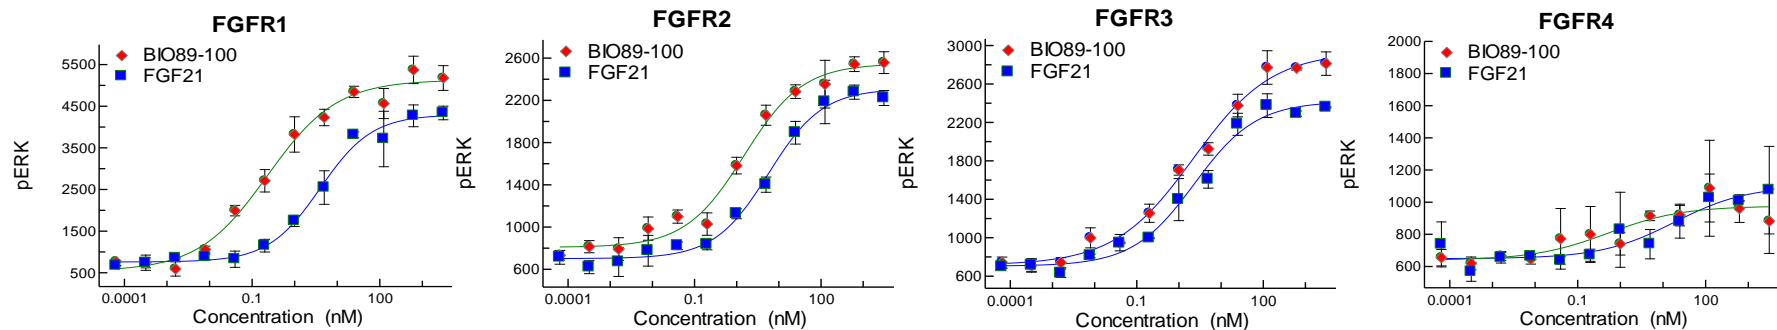 FGFR1
BIO89-100
FGF21
5500
4500
3500
2500
1500
500
pERK
0.0001 0.1 100
Concentration (nM)
FGFR2
BIO89-100
FGF21
2600
2200
1800
1400
1000
600
pERK
0.0001 0.1 100
Concentration (nM)
FGFR3
BIO89-100
FGF21
3000
2600
2200
1800
1400
1000
600
pERK
0.0001 0.1 100
Concentration (nM)
FGFR4
BIO89-100
FGF21
2000
1800
1600
1400
1200
1000
800
600
pERK
0.0001 0.1 100
Concentration (nM)